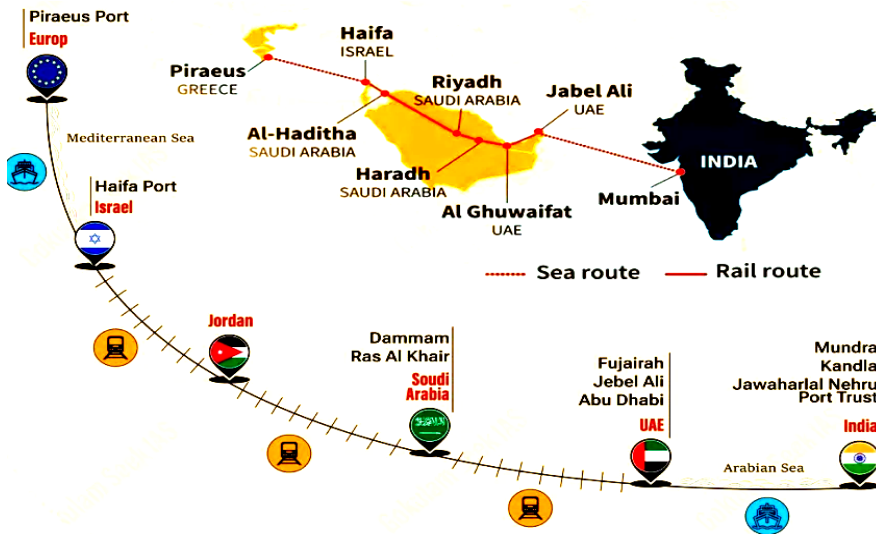 Piraeus Port
Europ
Mediterranean Sea
Haifa Port
Israel
Jordan
Dammam
Ras Al Khair
Soudi
Arabia
Fujairah
Jebel Ali
Abu Dhabi
UAE
Arabian Sea
Mundra
Kandla
Jawaharlal Nehru
Port Trust
India
Piraeus
GREECE
Haifa
ISRAEL
Al-Haditha
SAUDI ARABIA
Riyadh
SAUDI ARABIA
Haradh
SAUDI ARABIA
Jabel Ali
UAE
Al Ghuwaifat
UAE
Mumbai
INDIA
Sea route
Rail route